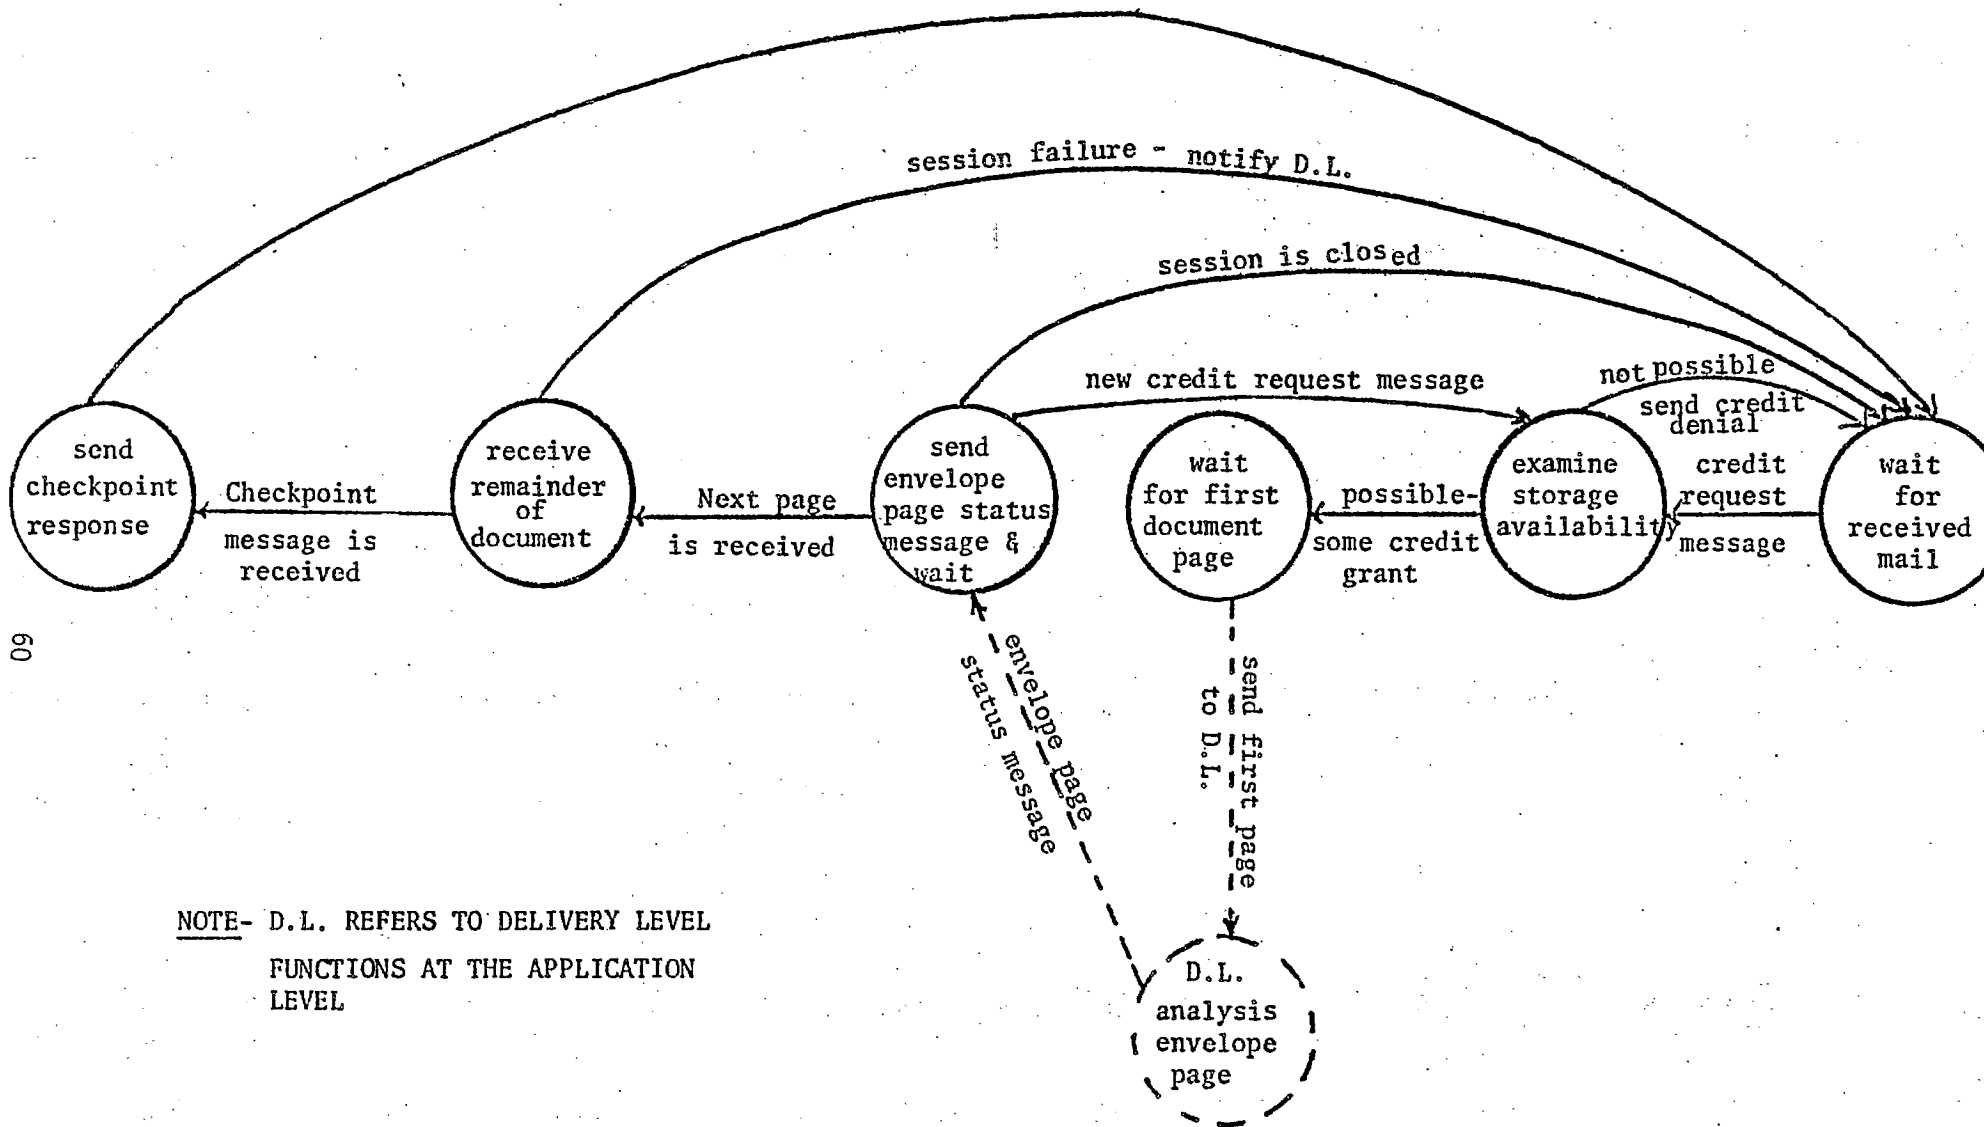 session failure - notify D.L.
session is closed
new credit request message
not possible
send credit
denial
send
checkpoint
response
Checkpoint
message is
received
receive
remainder
of
document
Next page
is received
send
envelope
page status
message &
wait
wait
for first
document
page
possible-
some credit
grant
examine
storage
availability
credit
request
message
wait
for
received
mail
60
envelope page
status message
send first page
to D.L.
D.L.
analysis
envelope
page
NOTE- D.L. REFERS TO DELIVERY LEVEL
FUNCTIONS AT THE APPLICATION
LEVEL